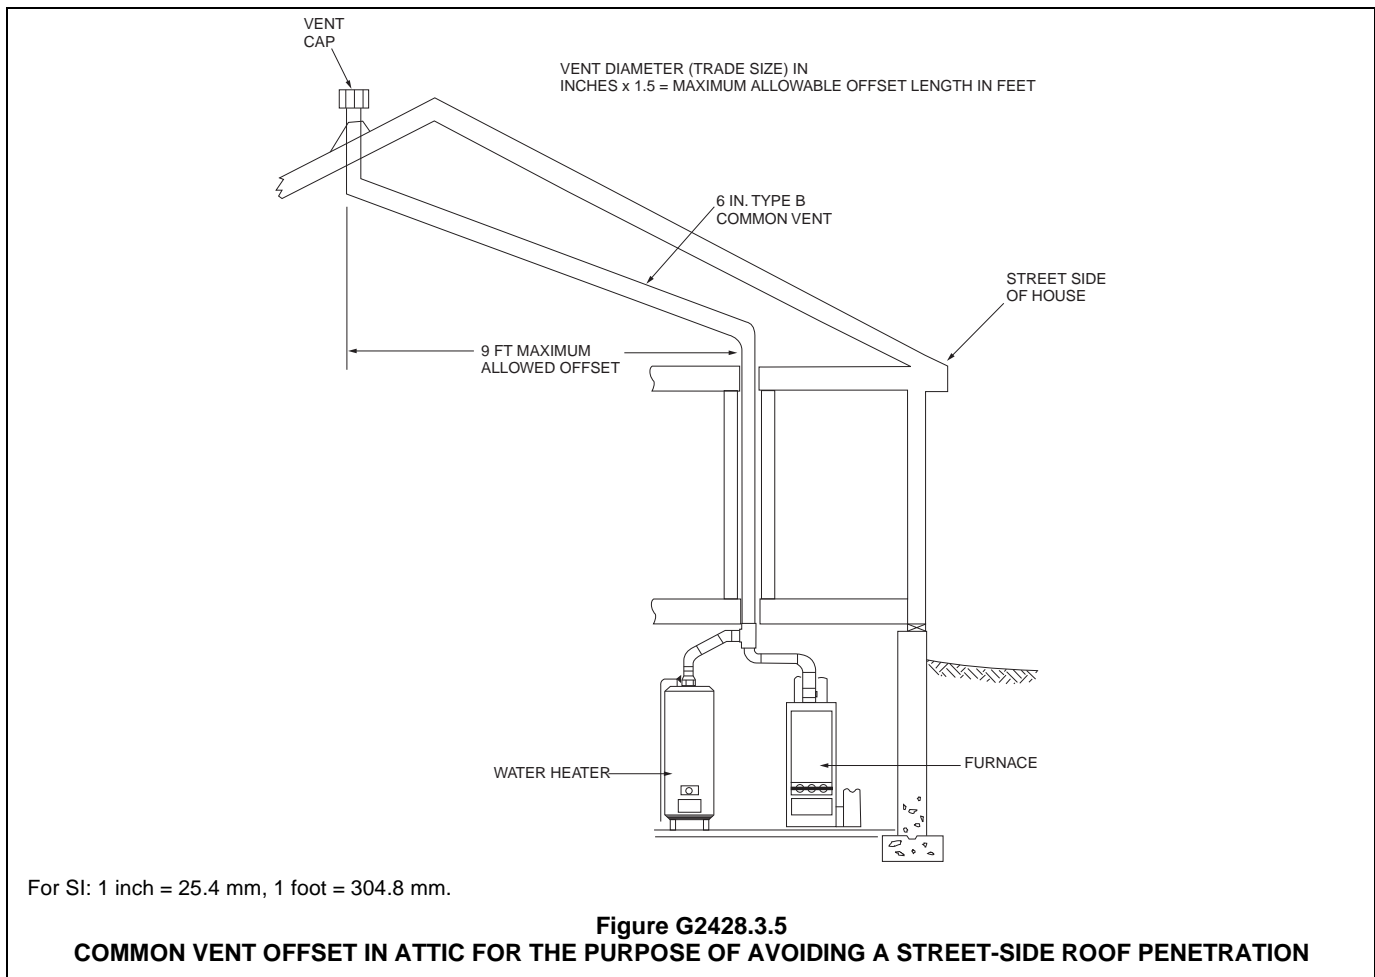 VENT
CAP
VENT DIAMETER (TRADE SIZE) IN
INCHES x 1.5 = MAXIMUM ALLOWABLE OFFSET LENGTH IN FEET
6 IN. TYPE B
COMMON VENT
STREET SIDE
OF HOUSE
9 FT MAXIMUM
ALLOWED OFFSET
WATER HEATER
FURNACE
For SI: 1 inch = 25.4 mm, 1 foot = 304.8 mm.
Figure G2428.3.5
COMMON VENT OFFSET IN ATTIC FOR THE PURPOSE OF AVOIDING A STREET-SIDE ROOF PENETRATION